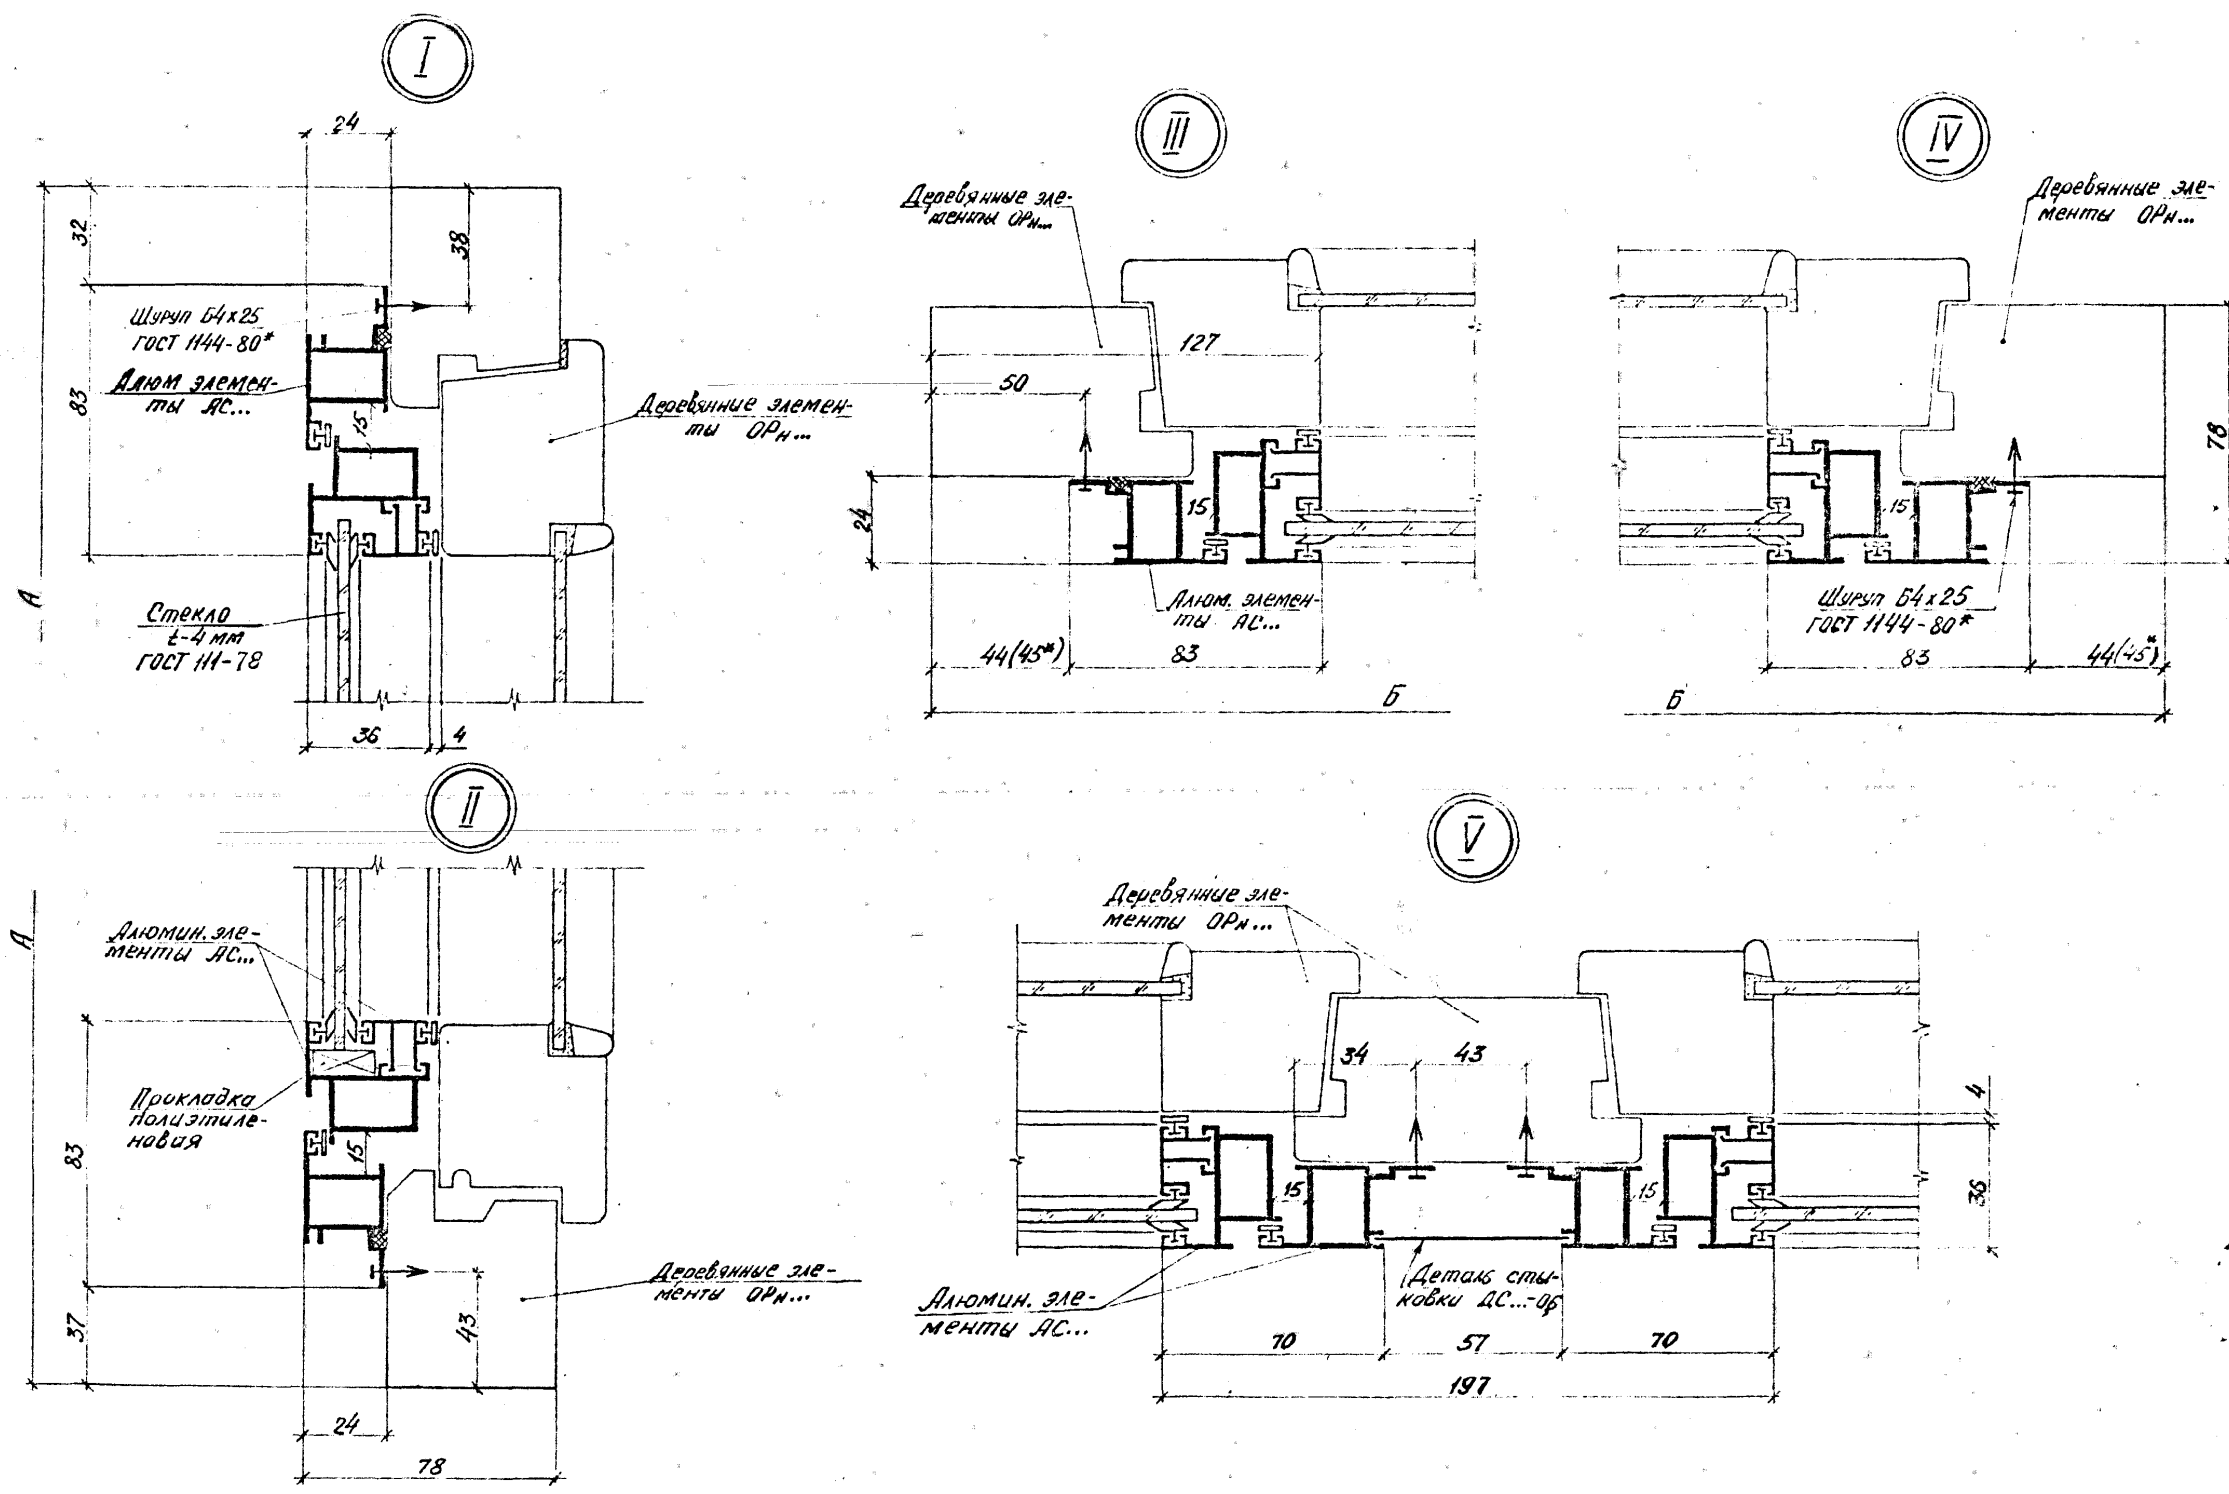 I
24
32
38
Шуруп Б4х25
ГОСТ 1144-80*
Алюм элемен-
ты АС...
83
15
Деревянные элемен-
ты ОРн...
А
Стекло
t-4 мм
ГОСТ 111-78
36
4
III
Деревянные эле-
менты ОРн...
127
50
24
15
Алюм. элемен-
ты АС...
44(45*)
83
Б
IV
Деревянные эле-
менты ОРн...
78
15
Шуруп Б4х25
ГОСТ 1144-80*
83
44(45*)
Б
II
А
Алюмин. эле-
менты АС...
Прокладка
полиэтиле-
новая
83
15
37
43
Деревянные эле-
менты ОРн...
24
78
V
Деревянные эле-
менты ОРн...
34
43
4
36
15
15
Алюмин. эле-
менты АС...
Деталь сты-
ковки ДС...-06
70
57
70
197